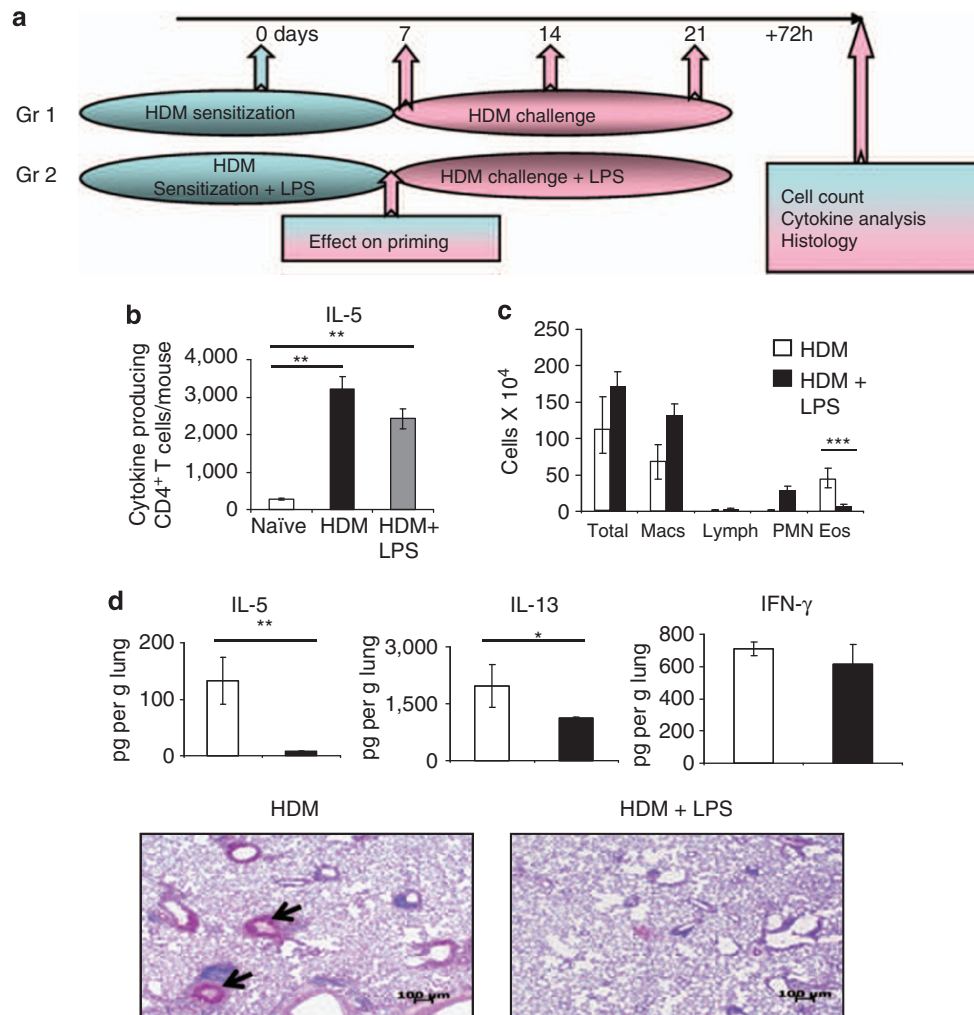 a
0 days 7 14 21 +72h
Gr 1
HDM sensitization
HDM challenge
Gr 2
HDM
Sensitization + LPS
HDM challenge + LPS
Effect on priming
Cell count
Cytokine analysis
Histology
b
IL-5
**
**
Cytokine producing
CD4+ T cells/mouse
4,000
3,000
2,000
1,000
0
Naïve HDM HDM+
LPS
c
Cells X 10^4
250
200
150
100
50
0
HDM
HDM +
LPS
***
Total Macs Lymph PMN Eos
d
IL-5
**
pg per g lung
200
100
0
IL-13
*
pg per g lung
3,000
1,500
0
IFN-γ
pg per g lung
800
600
400
200
0
HDM
100 µm
HDM + LPS
100 µm